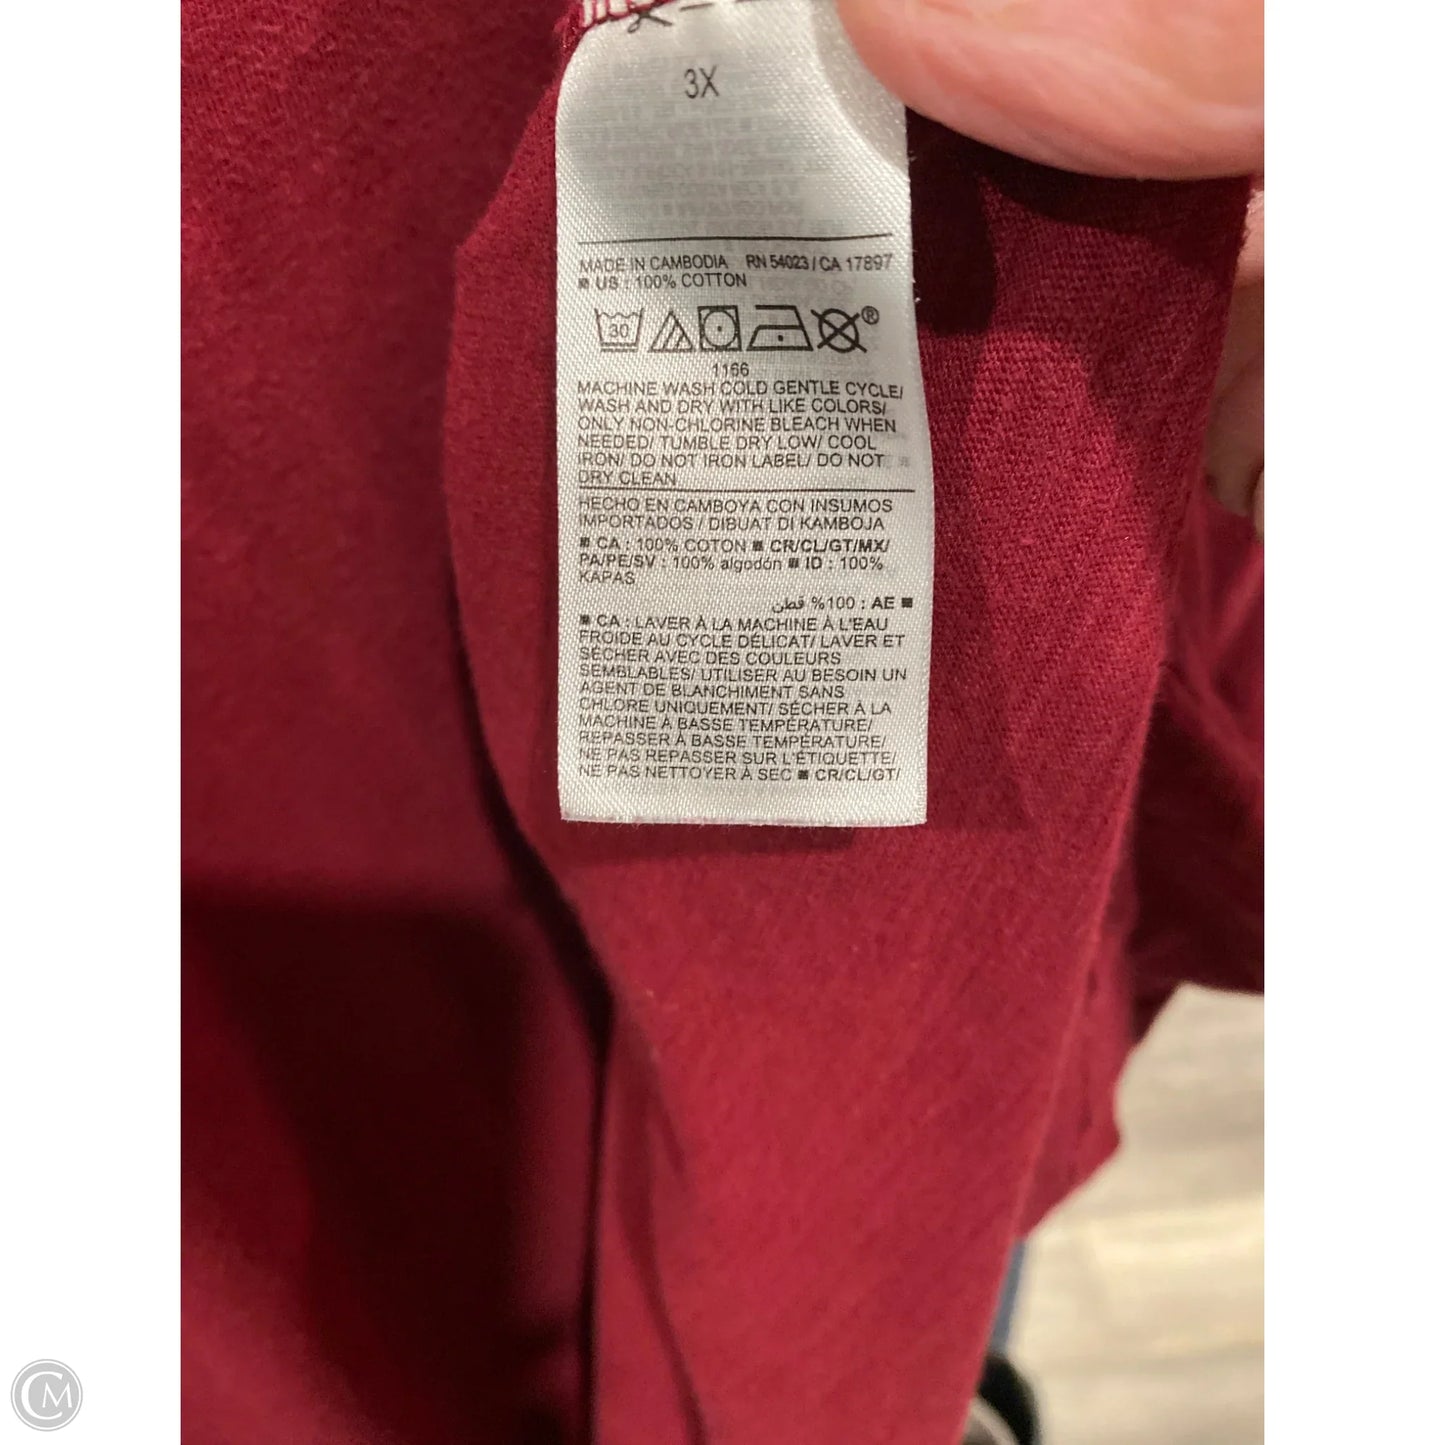 3X
MADE IN CAMBODIA RN 54023 / CA 17897
■ US : 100% COTTON
30 ®
1166
MACHINE WASH COLD GENTLE CYCLE/
WASH AND DRY WITH LIKE COLORS/
ONLY NON-CHLORINE BLEACH WHEN
NEEDED/ TUMBLE DRY LOW/ COOL
IRON/ DO NOT IRON LABEL/ DO NOT
DRY CLEAN
HECHO EN CAMBOYA CON INSUMOS
IMPORTADOS / DIBUAT DI KAMBOJA
■ CA : 100% COTON ■ CR/CL/GT/MX/
PA/PE/SV : 100% algodón ■ ID : 100%
KAPAS
■ AE : 100% قطن
■ CA : LAVER À LA MACHINE À L'EAU
FROIDE AU CYCLE DÉLICAT/ LAVER ET
SÉCHER AVEC DES COULEURS
SEMBLABLES/ UTILISER AU BESOIN UN
AGENT DE BLANCHIMENT SANS
CHLORE UNIQUEMENT/ SÉCHER À LA
MACHINE À BASSE TEMPÉRATURE/
REPASSER À BASSE TEMPÉRATURE/
NE PAS REPASSER SUR L'ÉTIQUETTE/
NE PAS NETTOYER À SEC ■ CR/CL/GT/
CM